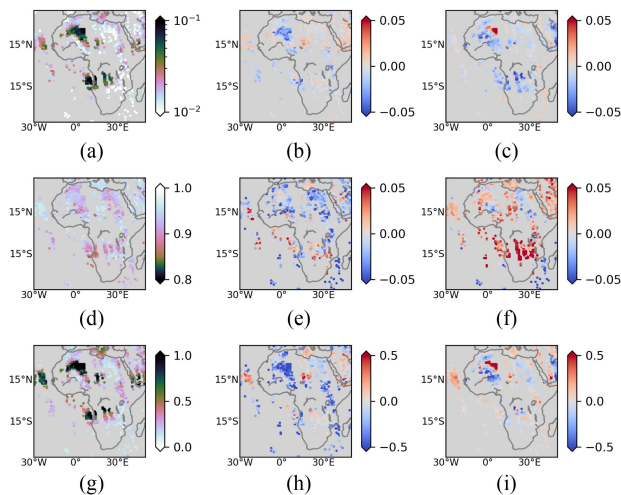 10⁻¹ 0.05 0.05
15°N 15°N 15°N
0.00 0.00
15°S 15°S 15°S
10⁻² −0.05 −0.05
30°W 0° 30°E 30°W 0° 30°E 30°W 0° 30°E
(a) (b) (c)
1.0 0.05 0.05
15°N 15°N 15°N
0.9 0.00 0.00
15°S 15°S 15°S
0.8 −0.05 −0.05
30°W 0° 30°E 30°W 0° 30°E 30°W 0° 30°E
(d) (e) (f)
1.0 0.5 0.5
15°N 15°N 15°N
0.5 0.0 0.0
15°S 15°S 15°S
0.0 −0.5 −0.5
30°W 0° 30°E 30°W 0° 30°E 30°W 0° 30°E
(g) (h) (i)